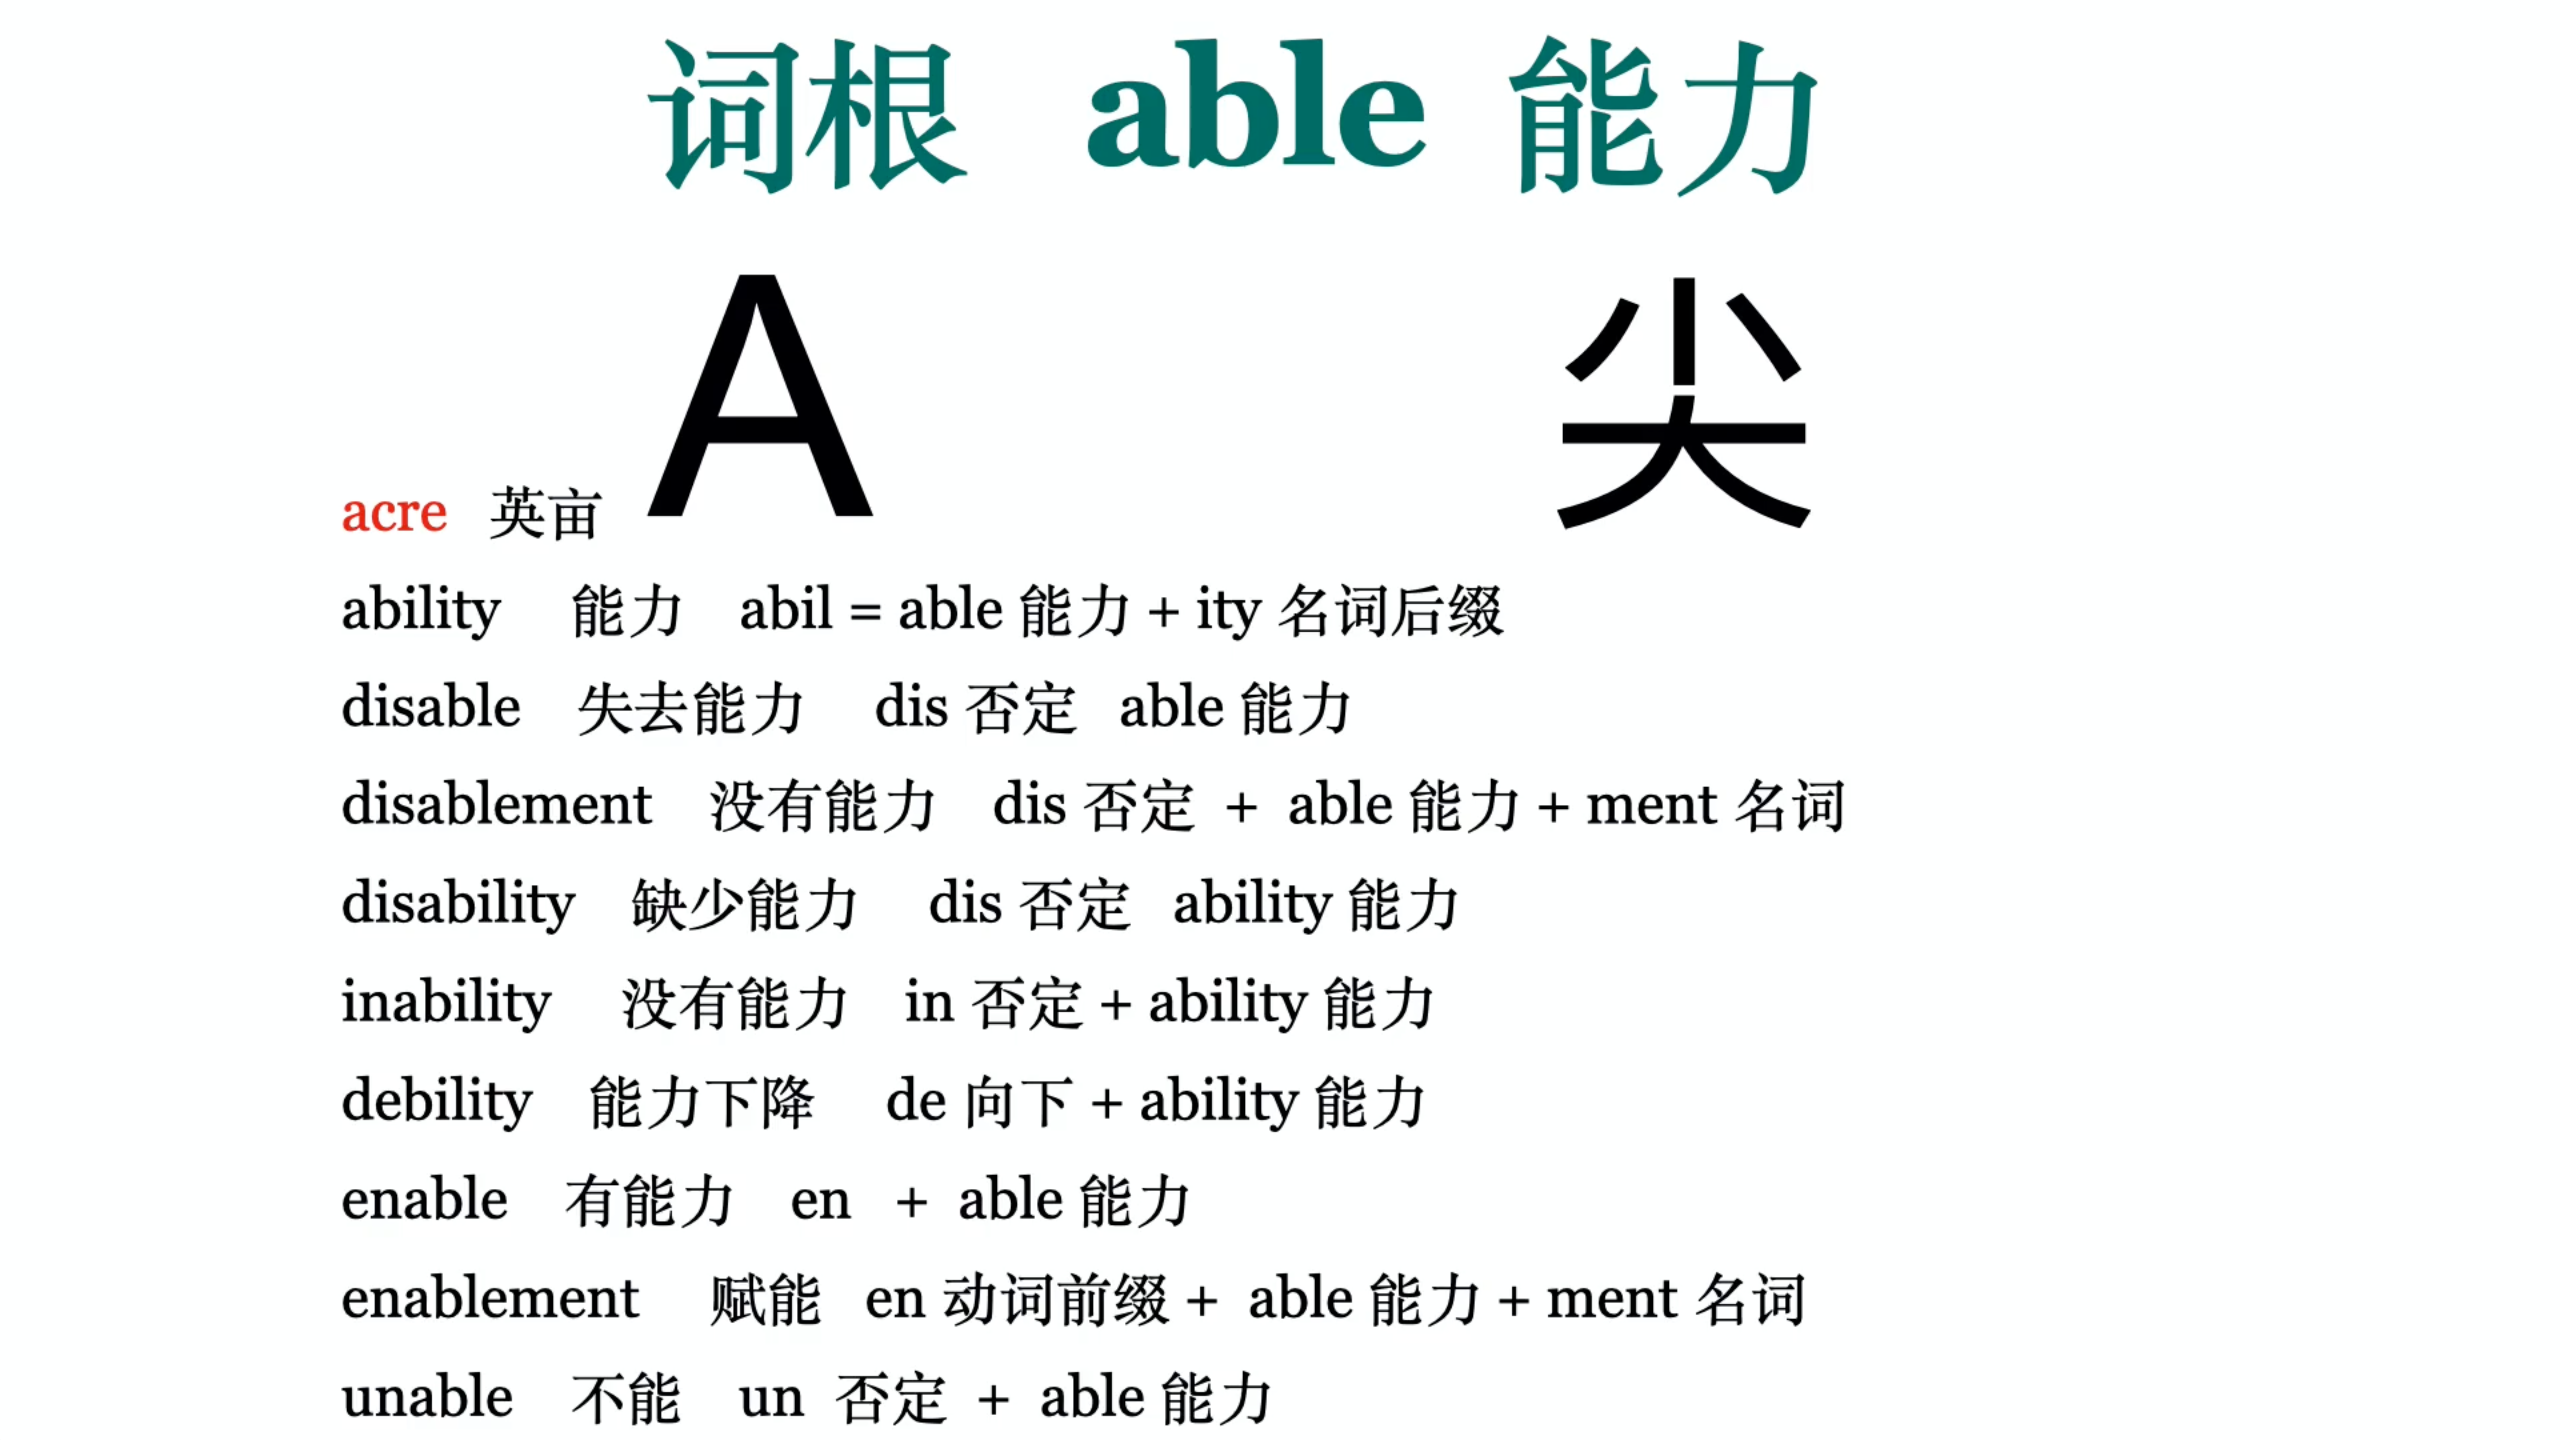 词根 able 能力
A 尖
acre 英亩
ability 能力 abil = able 能力 + ity 名词后缀
disable 失去能力 dis 否定 able 能力
disablement 没有能力 dis 否定 + able 能力 + ment 名词
disability 缺少能力 dis 否定 ability 能力
inability 没有能力 in 否定 + ability 能力
debility 能力下降 de 向下 + ability 能力
enable 有能力 en + able 能力
enablement 赋能 en 动词前缀 + able 能力 + ment 名词
unable 不能 un 否定 + able 能力